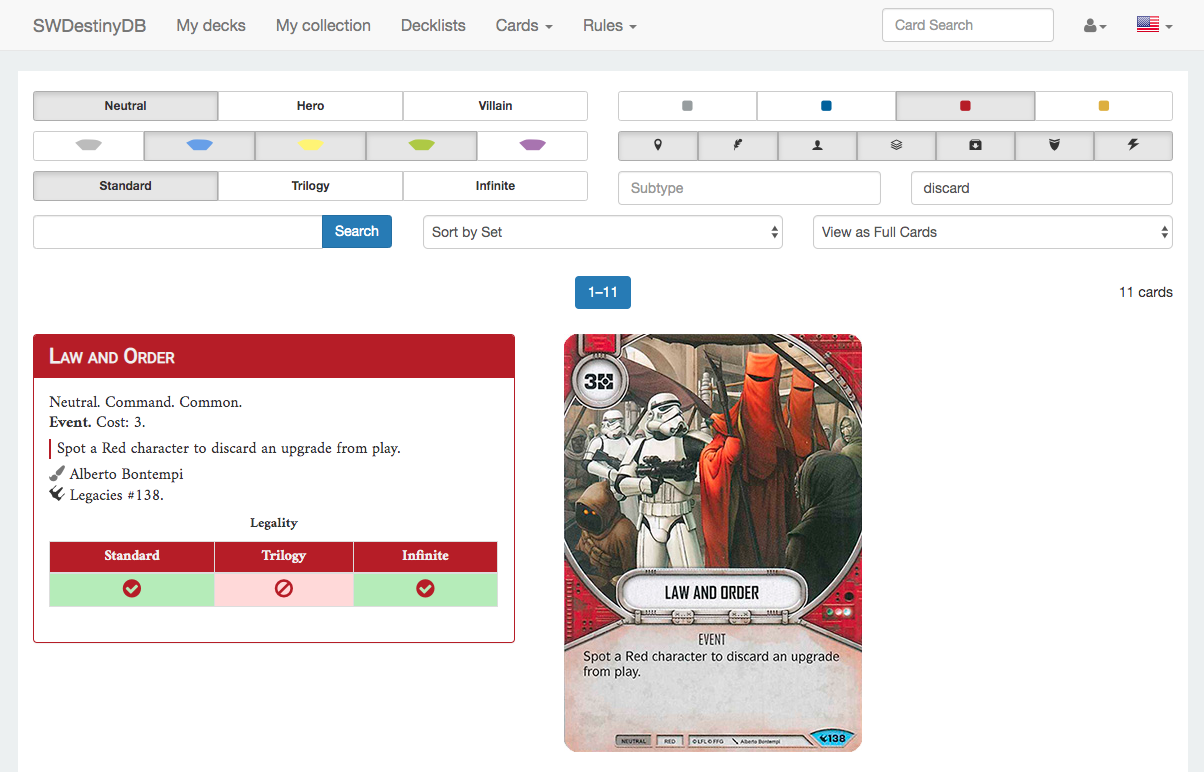 SWDestinyDB My decks My collection Decklists Cards Rules Card Search
Neutral Hero Villain
Standard Trilogy Infinite Subtype discard
Search Sort by Set View as Full Cards
1–11 11 cards
Law and Order
Neutral. Command. Common.
Event. Cost: 3.
Spot a Red character to discard an upgrade from play.
Alberto Bontempi
Legacies #138.
Legality
Standard Trilogy Infinite
3
LAW AND ORDER
EVENT
Spot a Red character to discard an upgrade
from play.
NEUTRAL RED ©LFL ©FFG Alberto Bontempi 138